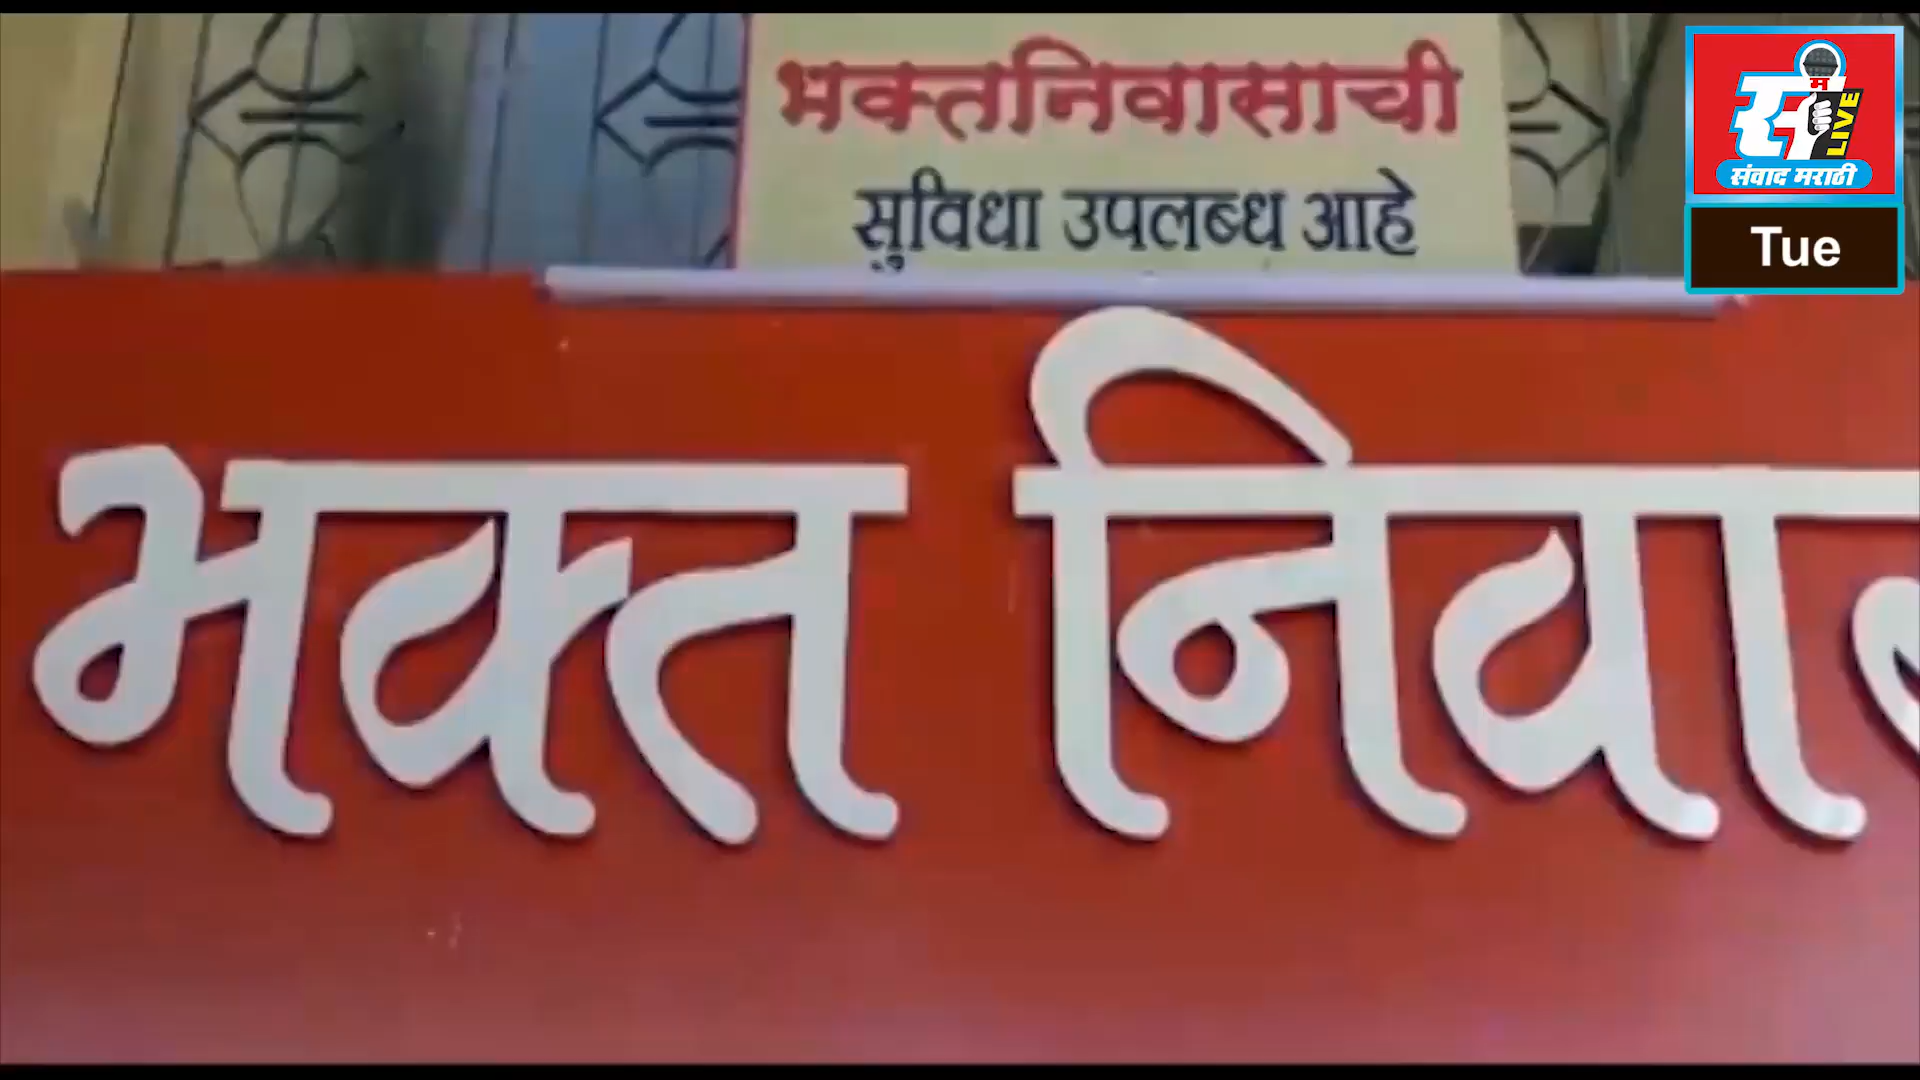 भक्तनिवासाची
सुविधा उपलब्ध आहे
म
LIVE
संवाद मराठी
Tue
भक्त